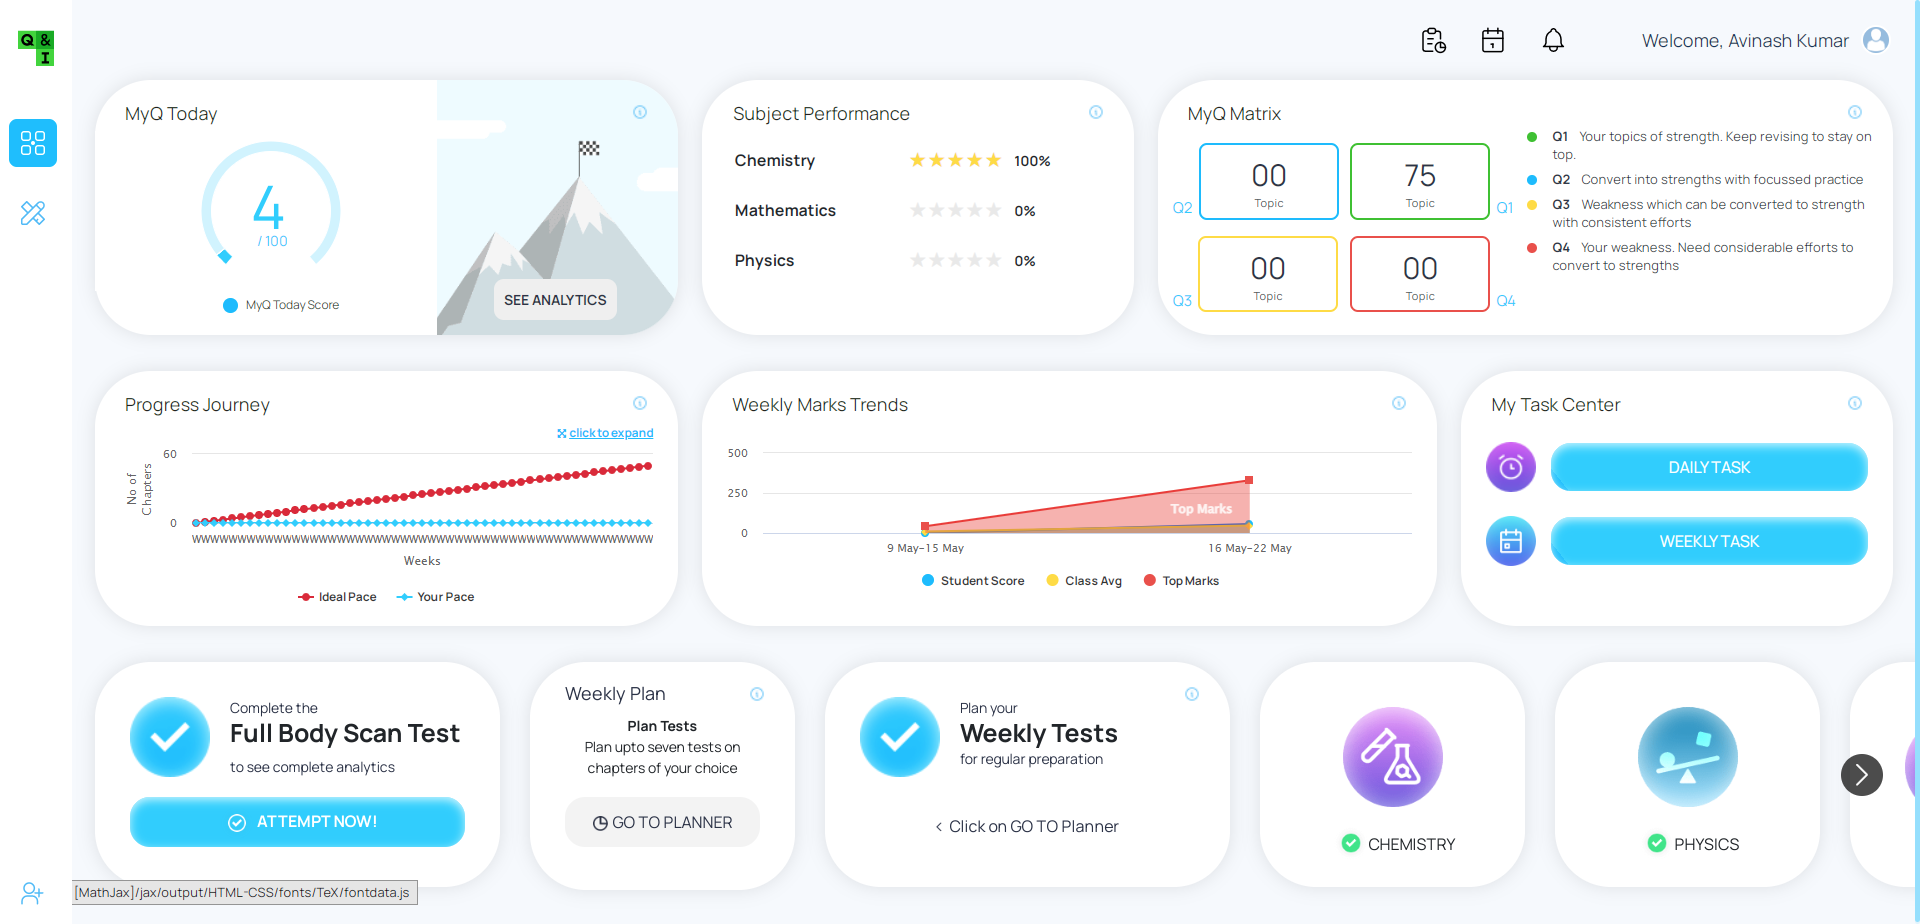 Q &
I
1
Welcome, Avinash Kumar
MyQ Today
4
/ 100
MyQ Today Score
SEE ANALYTICS
Subject Performance
Chemistry 100%
Mathematics 0%
Physics 0%
MyQ Matrix
Q2
00
Topic
75
Topic
Q1
Q3
00
Topic
00
Topic
Q4
Q1 Your topics of strength. Keep revising to stay on
top.
Q2 Convert into strengths with focussed practice
Q3 Weakness which can be converted to strength
with consistent efforts
Q4 Your weakness. Need considerable efforts to
convert to strengths
Progress Journey
click to expand
No of
Chapters
60
0
Weeks
Ideal Pace Your Pace
Weekly Marks Trends
500
250
0
Top Marks
9 May-15 May 16 May-22 May
Student Score Class Avg Top Marks
My Task Center
DAILY TASK
WEEKLY TASK
Complete the
Full Body Scan Test
to see complete analytics
ATTEMPT NOW!
Weekly Plan
Plan Tests
Plan upto seven tests on
chapters of your choice
GO TO PLANNER
Plan your
Weekly Tests
for regular preparation
< Click on GO TO Planner
CHEMISTRY
PHYSICS
[MathJax]/jax/output/HTML-CSS/fonts/TeX/fontdata.js